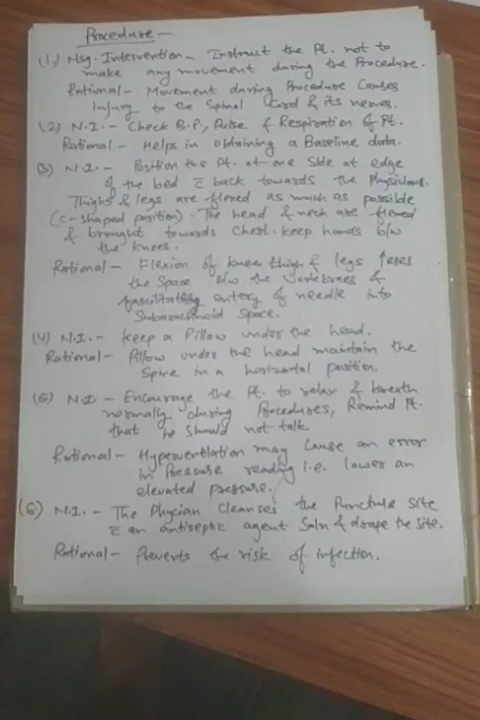 Procedure -
(1) Nsg. Intervention - Instruct the Pt. not to
make any movement during the Procedure.
Rational - Movement during Procedure Causes
Injury to the Spinal Cord & its nerves.
(2) N.I. - Check B.P., Pulse & Respiration of Pt.
Rational - Helps in obtaining a Baseline data.
(3) N.I. - Position the Pt. at one Side at edge
of the bed c̄ back towards the Physician.
Thighs & legs are flexed as much as possible
(C-shaped position). The head & neck are flexed
& brought towards Chest. keep hands b/w
the knees.
Rational - Flexion of knee thigh & legs
the Space b/w the Vertebrees &
fascilitates entery of needle into
Subarachnoid Space.
(4) N.I. - keep a Pillow under the head.
Rational - Pillow under the head maintain the
Spine in a horizontal position.
(5) N.I - Encourage the Pt. to relax & breath
normally during Procedures, Remind Pt.
that he Should not talk.
Rational - Hyperventilation may Cause an error
in Pressure reading i.e. lower an
elevated pressure.
(6) N.I. - The Phycian Cleanses the Puncture Site
c̄ an antiseptic agent Soln & drape the site.
Rational - Prevents the risk of infection.